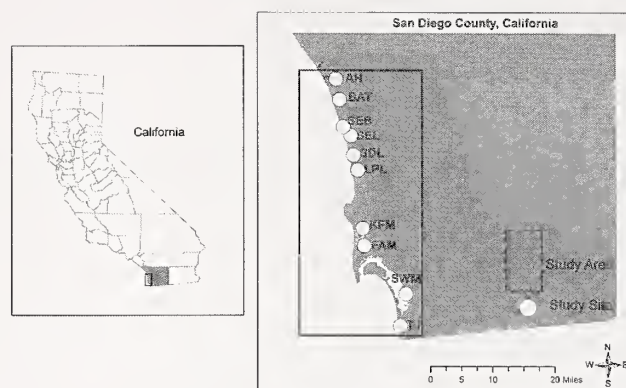 San Diego County, California
California
AH
BAT
SEB
SEL
SDL
LPL
KFM
FAM
SWM
TJ
Study Area
Study Site
N
W E
S
0 5 10 20 Miles